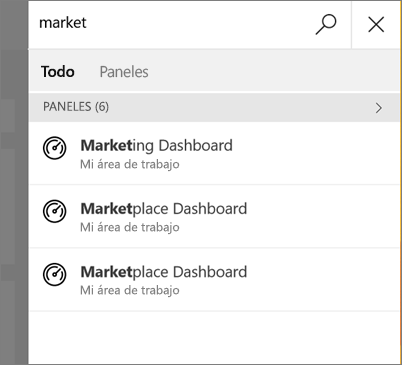 market
Todo Paneles
PANELES (6)
Marketing Dashboard
Mi área de trabajo
Marketplace Dashboard
Mi área de trabajo
Marketplace Dashboard
Mi área de trabajo